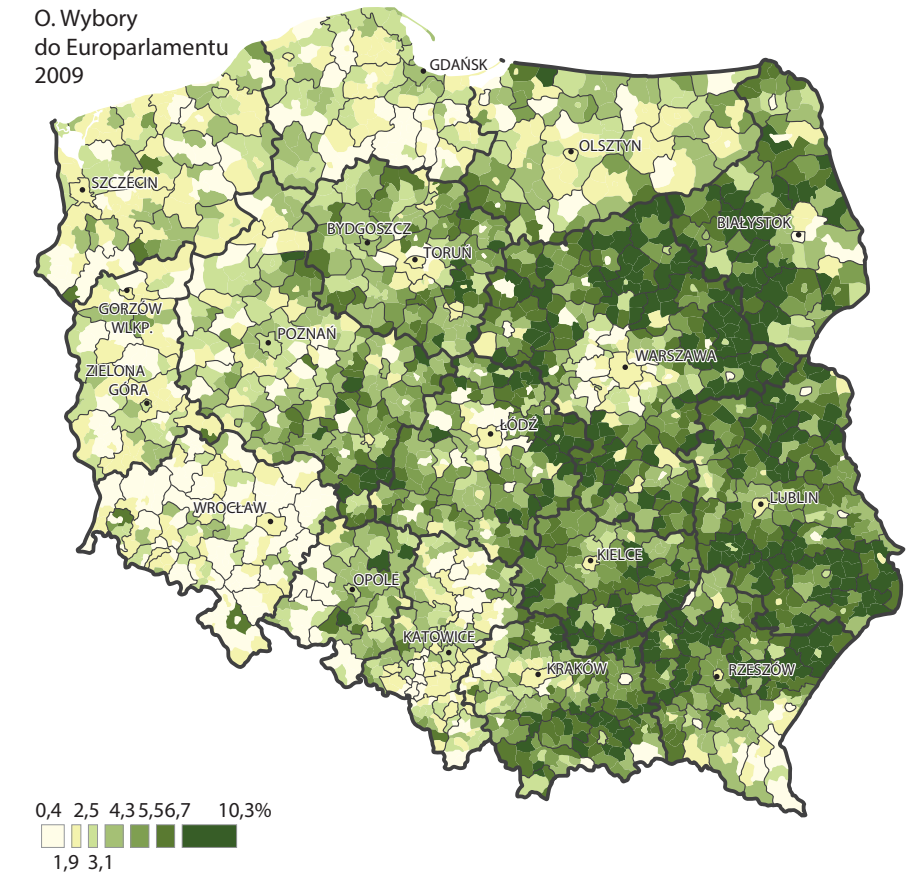 O. Wybory
do Europarlamentu
2009
GDAŃSK
OLSZTYN
SZCZECIN
BIAŁYSTOK
BYDGOSZCZ
TORUŃ
GORZÓW
WLKP.
POZNAŃ
WARSZAWA
ZIELONA
GÓRA
ŁÓDŹ
LUBLIN
WROCŁAW
KIELCE
OPOLE
KATOWICE
KRAKÓW
RZESZÓW
0,4 2,5 4,3 5,5 6,7 10,3%
1,9 3,1